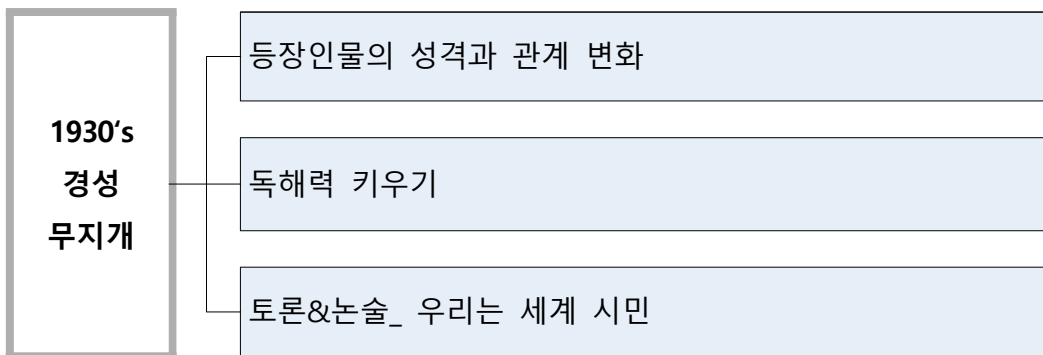 1930‘s
경성
무지개
등장인물의 성격과 관계 변화
독해력 키우기
토론&논술_ 우리는 세계 시민